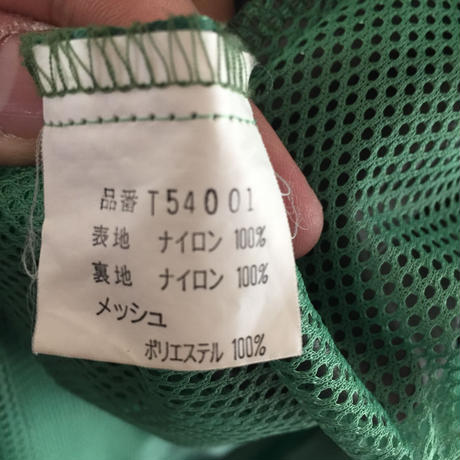 品番 T54001
表地 ナイロン 100%
裏地 ナイロン 100%
メッシュ
ポリエステル 100%